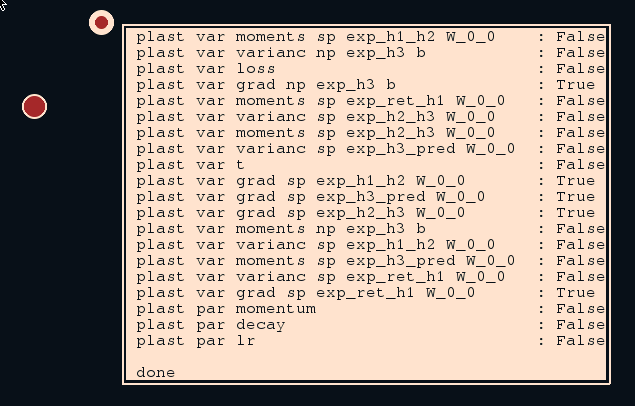 plast var moments sp exp_h1_h2 W_0_0 : False
plast var varianc np exp_h3 b : False
plast var loss : False
plast var grad np exp_h3 b : True
plast var moments sp exp_ret_h1 W_0_0 : False
plast var varianc sp exp_h2_h3 W_0_0 : False
plast var moments sp exp_h2_h3 W_0_0 : False
plast var varianc sp exp_h3_pred W_0_0 : False
plast var t : False
plast var grad sp exp_h1_h2 W_0_0 : True
plast var grad sp exp_h3_pred W_0_0 : True
plast var grad sp exp_h2_h3 W_0_0 : True
plast var moments np exp_h3 b : False
plast var varianc sp exp_h1_h2 W_0_0 : False
plast var moments sp exp_h3_pred W_0_0 : False
plast var varianc sp exp_ret_h1 W_0_0 : False
plast var grad sp exp_ret_h1 W_0_0 : True
plast par momentum : False
plast par decay : False
plast par lr : False
done